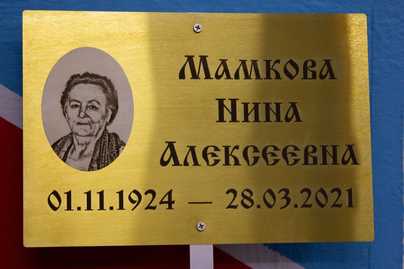 Мамкова
Нина
Алексеевна
01.11.1924 — 28.03.2021